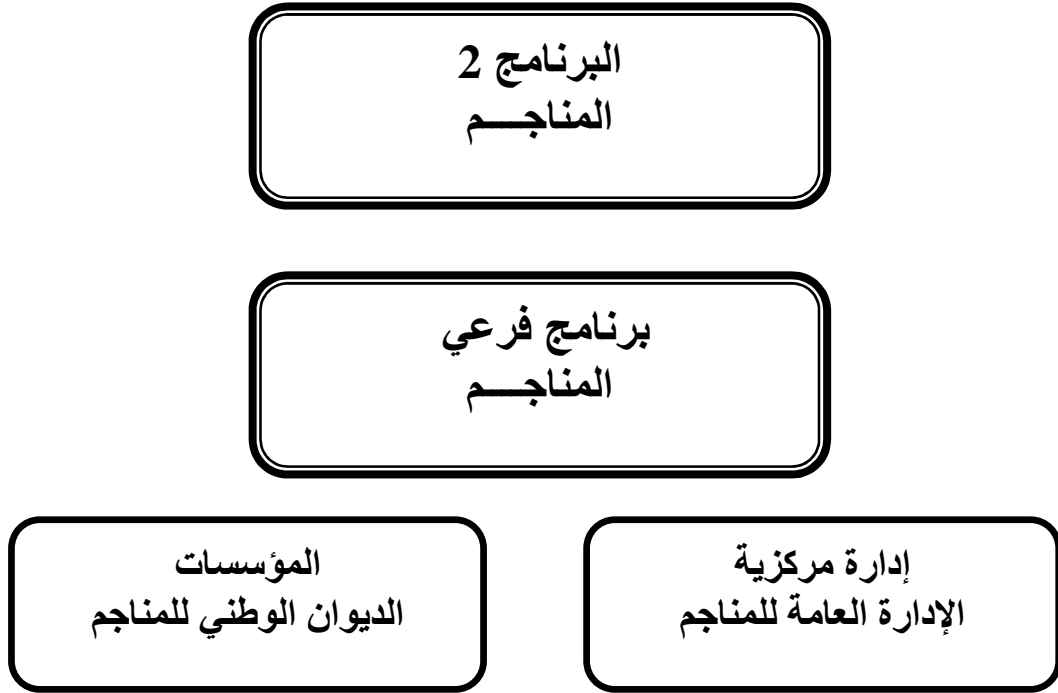 البرنامج 2
المناجـــم
برنامج فرعي
المناجـــم
إدارة مركزية
الإدارة العامة للمناجم
المؤسسات
الديوان الوطني للمناجم